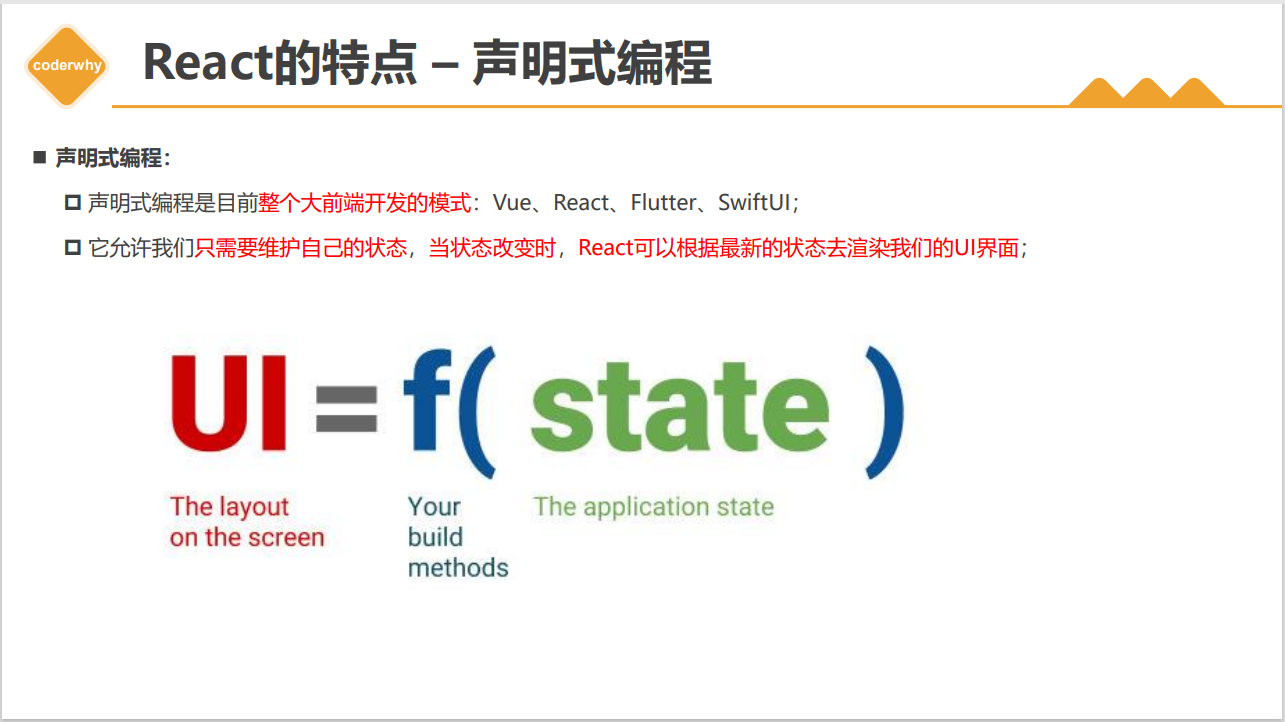 coderwhy
React的特点 – 声明式编程
声明式编程：
声明式编程是目前整个大前端开发的模式：Vue、React、Flutter、SwiftUI；
它允许我们只需要维护自己的状态，当状态改变时，React可以根据最新的状态去渲染我们的UI界面；
UI = f( state )
The layout
on the screen
Your
build
methods
The application state